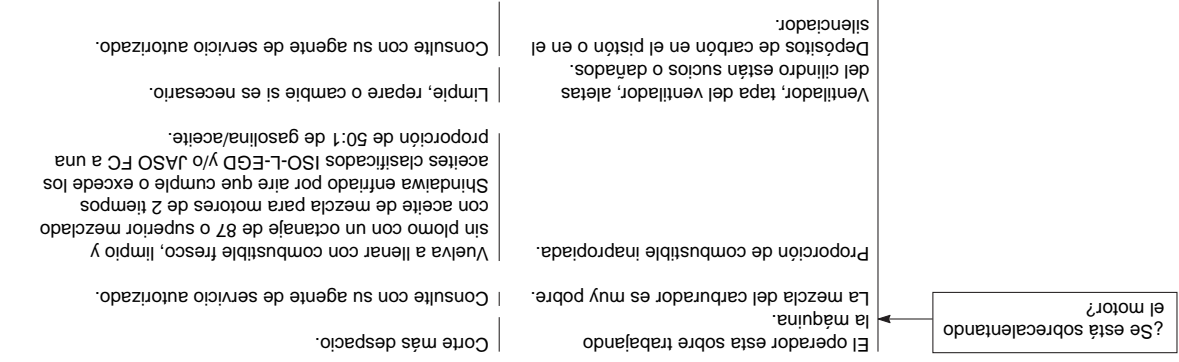 ¿Se está sobrecalentando
el motor?
El operador esta sobre trabajando
la máquina.
Corte más despacio.
La mezcla del carburador es muy pobre.
Consulte con su agente de servicio autorizado.
Proporción de combustible inapropiada.
Vuelva a llenar con combustible fresco, limpio y
sin plomo con un octanaje de 87 o superior mezclado
con aceite de mezcla para motores de 2 tiempos
Shindaiwa enfriado por aire que cumple o excede los
aceites clasificados ISO-L-EGD y/o JASO FC a una
proporción de 50:1 de gasolina/aceite.
Ventilador, tapa del ventilador, aletas
del cilindro están sucios o dañados.
Limpie, repare o cambie si es necesario.
Depósitos de carbón en el pistón o en el
silenciador.
Consulte con su agente de servicio autorizado.